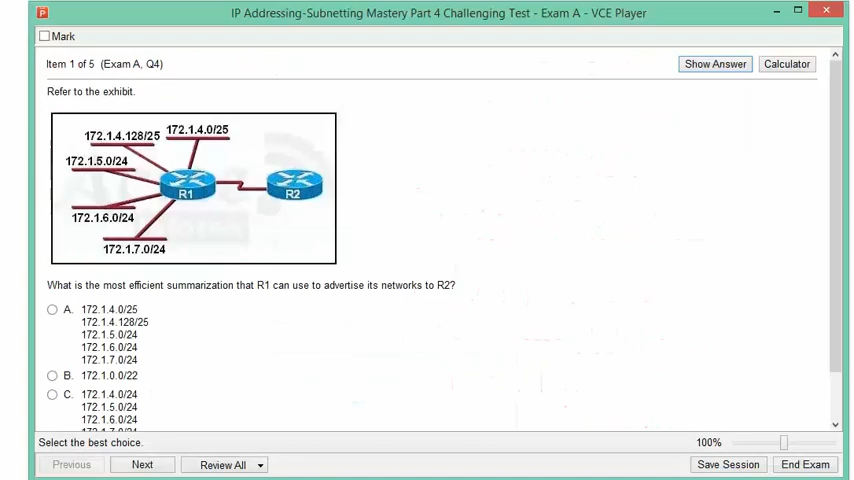 IP Addressing-Subnetting Mastery Part 4 Challenging Test - Exam A - VCE Player
Mark
Item 1 of 5 (Exam A, Q4)
Show Answer
Calculator
Refer to the exhibit.
172.1.4.128/25
172.1.4.0/25
172.1.5.0/24
R1
R2
172.1.6.0/24
172.1.7.0/24
What is the most efficient summarization that R1 can use to advertise its networks to R2?
A. 172.1.4.0/25
172.1.4.128/25
172.1.5.0/24
172.1.6.0/24
172.1.7.0/24
B. 172.1.0.0/22
C. 172.1.4.0/24
172.1.5.0/24
172.1.6.0/24
Select the best choice.
100%
Previous
Next
Review All
Save Session
End Exam